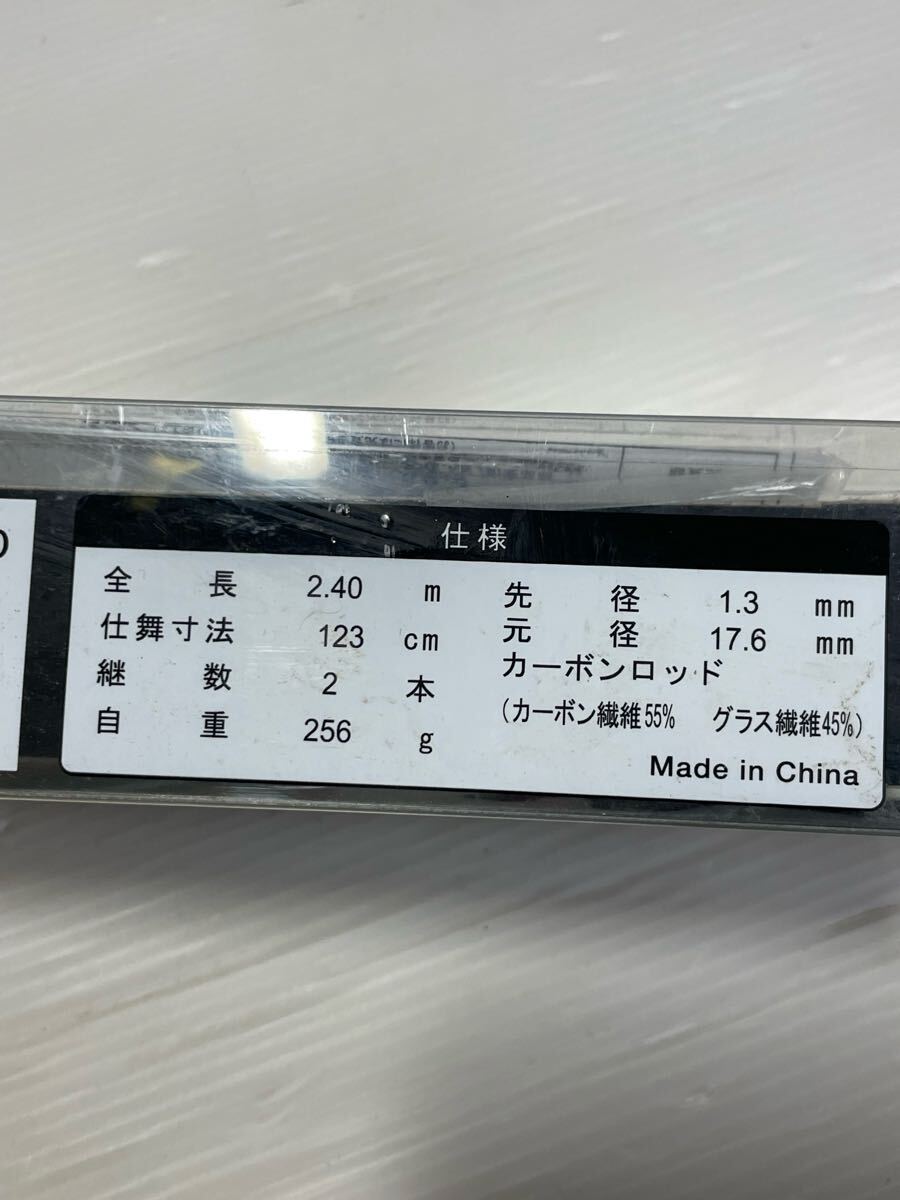 仕様
全長 2.40 m
仕舞寸法 123 cm
継数 2 本
自重 256 g
先径 1.3 mm
元径 17.6 mm
カーボンロッド
(カーボン繊維55% グラス繊維45%)
Made in China